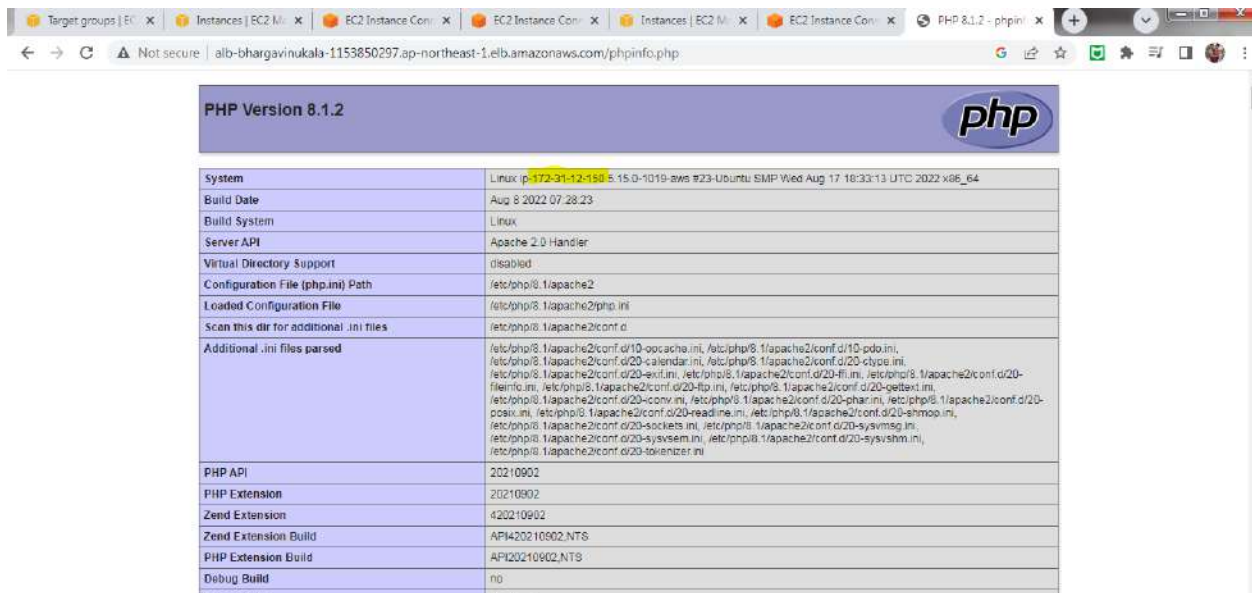 Target groups | EC
Instances | EC2 M
EC2 Instance Conn
EC2 Instance Conn
Instances | EC2 M
EC2 Instance Conn
PHP 8.1.2 - phpinf
Not secure | alb-bhargavinukala-1153850297.ap-northeast-1.elb.amazonaws.com/phpinfo.php
PHP Version 8.1.2
php
System Linux ip-172-31-12-150 5.15.0-1019-aws #23-Ubuntu SMP Wed Aug 17 18:33:13 UTC 2022 x86_64
Build Date Aug 8 2022 07:28:23
Build System Linux
Server API Apache 2.0 Handler
Virtual Directory Support disabled
Configuration File (php.ini) Path /etc/php/8.1/apache2
Loaded Configuration File /etc/php/8.1/apache2/php.ini
Scan this dir for additional .ini files /etc/php/8.1/apache2/conf.d
Additional .ini files parsed /etc/php/8.1/apache2/conf.d/10-opcache.ini, /etc/php/8.1/apache2/conf.d/10-pdo.ini,
/etc/php/8.1/apache2/conf.d/20-calendar.ini, /etc/php/8.1/apache2/conf.d/20-ctype.ini,
/etc/php/8.1/apache2/conf.d/20-exif.ini, /etc/php/8.1/apache2/conf.d/20-ffi.ini, /etc/php/8.1/apache2/conf.d/20-
fileinfo.ini, /etc/php/8.1/apache2/conf.d/20-ftp.ini, /etc/php/8.1/apache2/conf.d/20-gettext.ini,
/etc/php/8.1/apache2/conf.d/20-iconv.ini, /etc/php/8.1/apache2/conf.d/20-phar.ini, /etc/php/8.1/apache2/conf.d/20-
posix.ini, /etc/php/8.1/apache2/conf.d/20-readline.ini, /etc/php/8.1/apache2/conf.d/20-shmop.ini,
/etc/php/8.1/apache2/conf.d/20-sockets.ini, /etc/php/8.1/apache2/conf.d/20-sysvmsg.ini,
/etc/php/8.1/apache2/conf.d/20-sysvsem.ini, /etc/php/8.1/apache2/conf.d/20-sysvshm.ini,
/etc/php/8.1/apache2/conf.d/20-tokenizer.ini
PHP API 20210902
PHP Extension 20210902
Zend Extension 420210902
Zend Extension Build API420210902,NTS
PHP Extension Build API20210902,NTS
Debug Build no